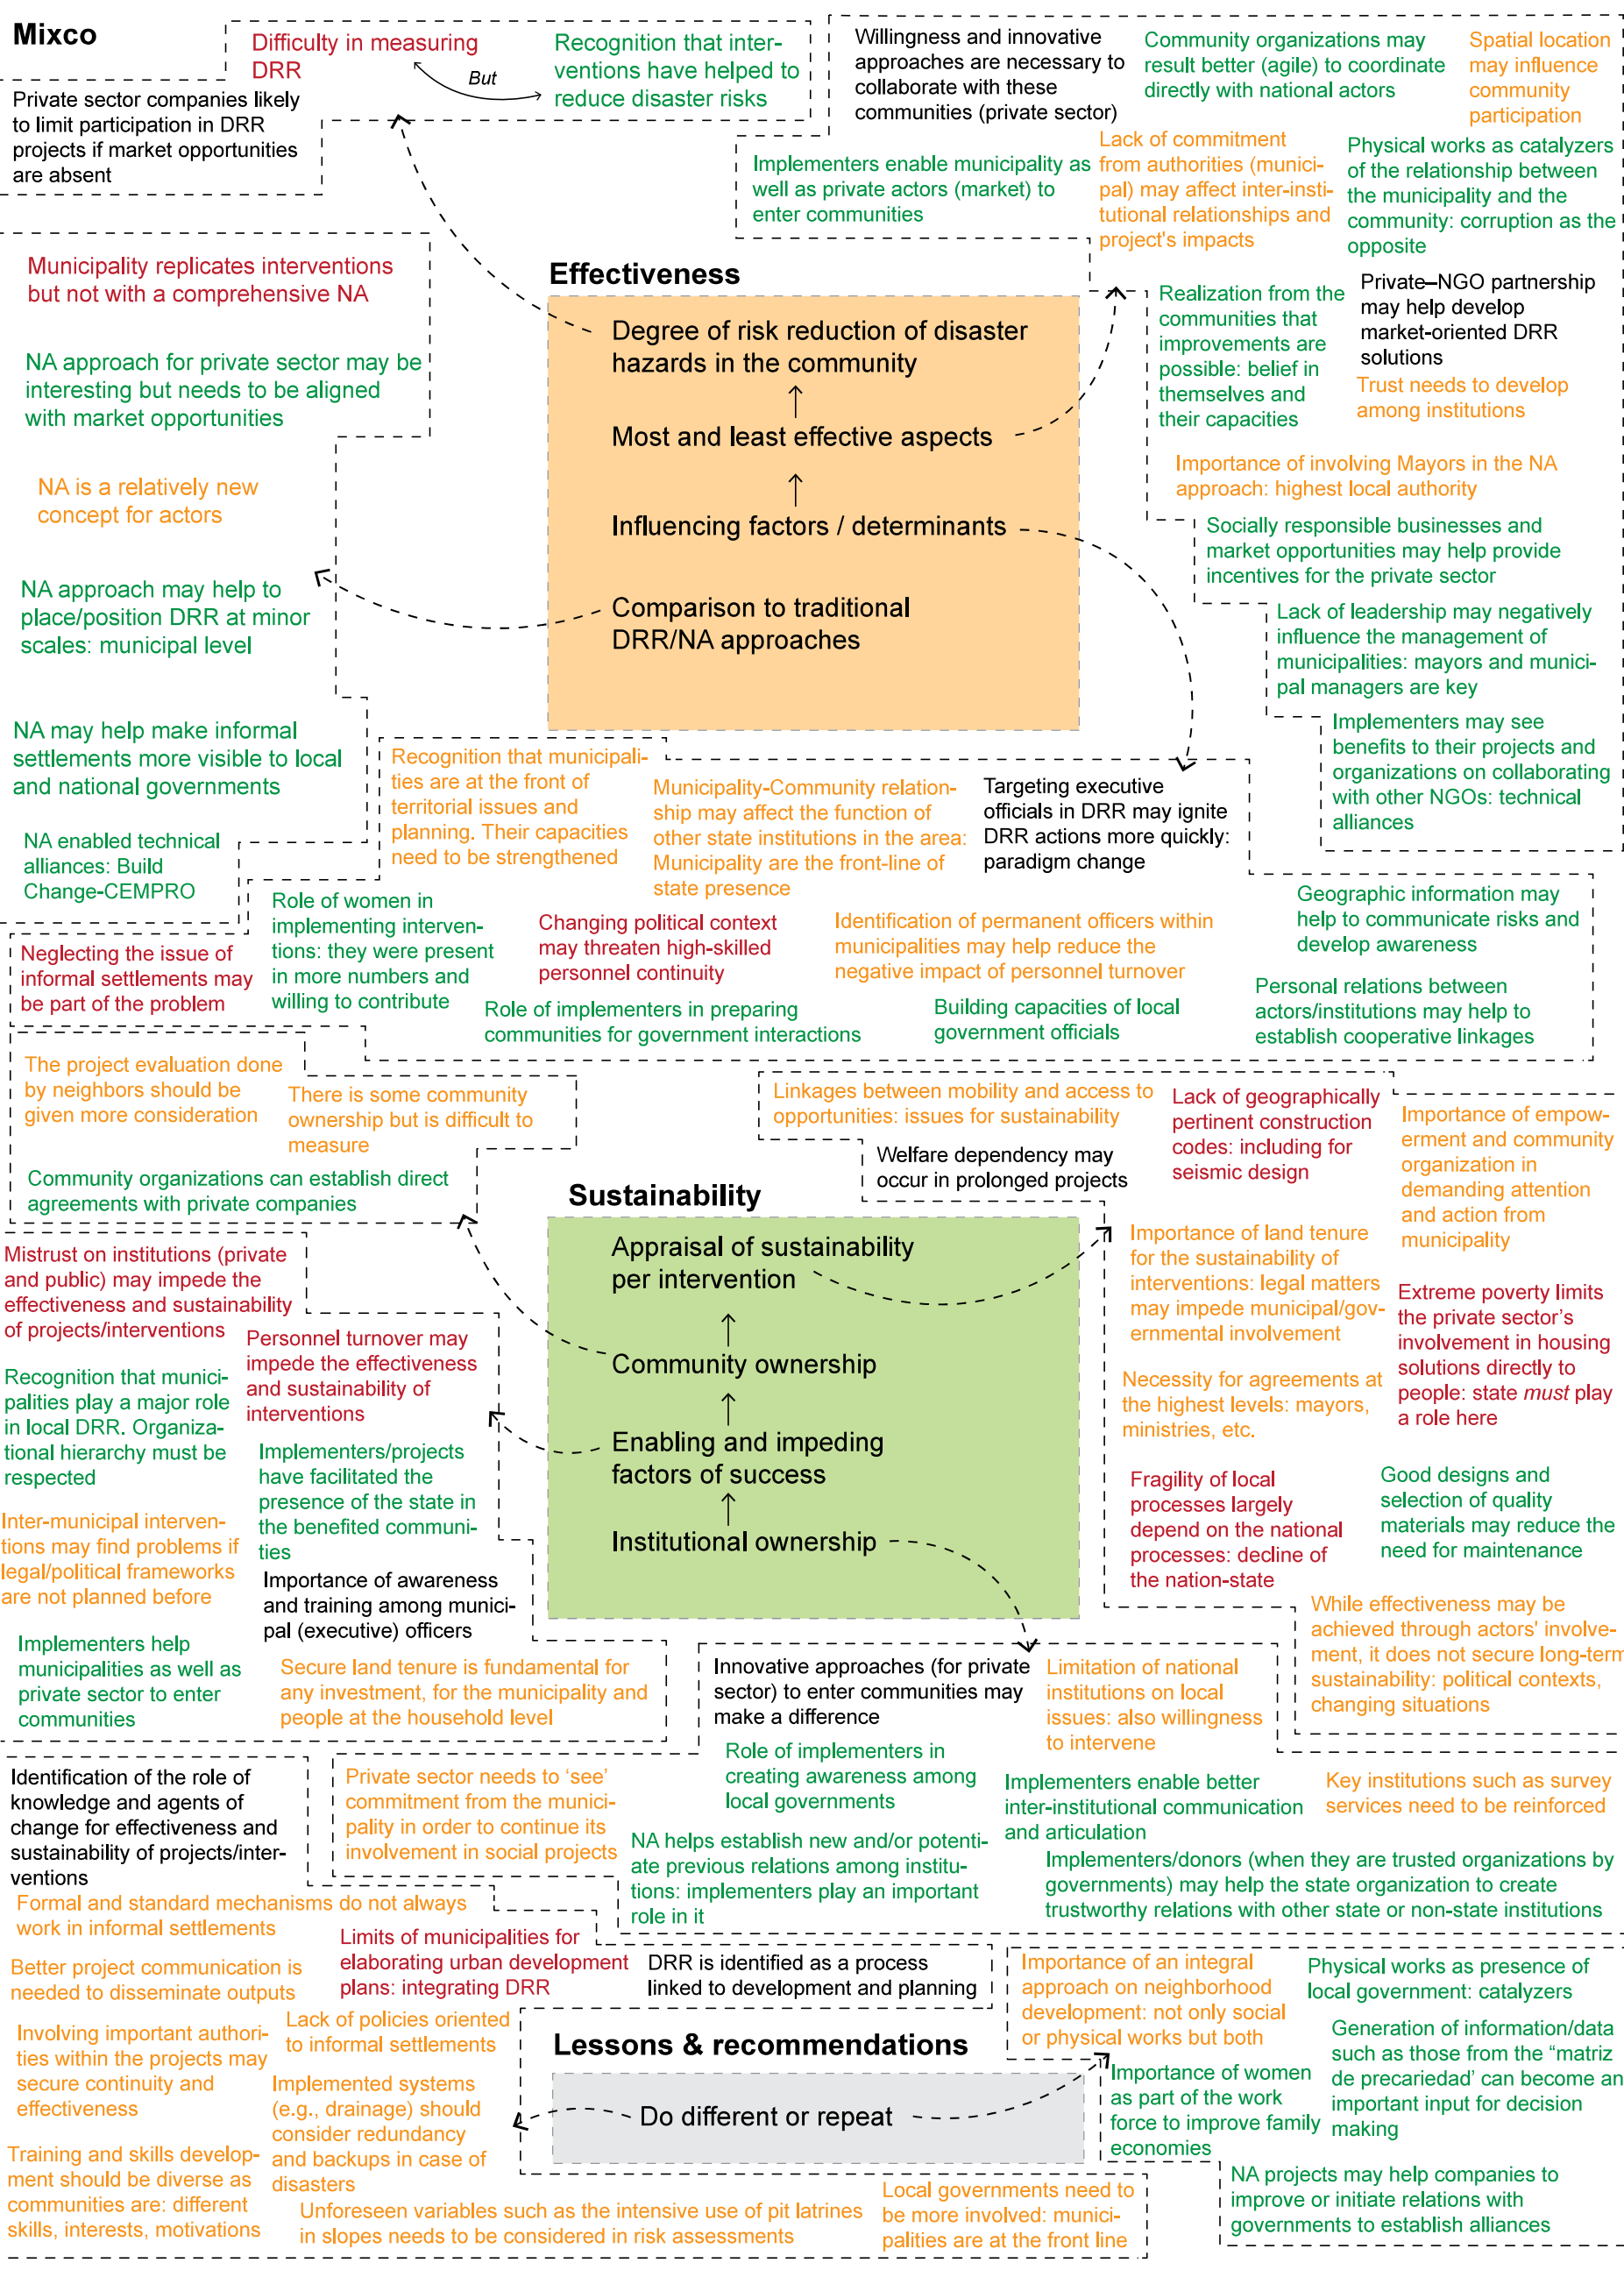 Mixco
Difficulty in measuring
DRR
But
Recognition that inter-
ventions have helped to
reduce disaster risks
Private sector companies likely
to limit participation in DRR
projects if market opportunities
are absent
Willingness and innovative
approaches are necessary to
collaborate with these
communities (private sector)
Community organizations may
result better (agile) to coordinate
directly with national actors
Spatial location
may influence
community
participation
Implementers enable municipality as
well as private actors (market) to
enter communities
Lack of commitment
from authorities (munici-
pal) may affect inter-insti-
tutional relationships and
project's impacts
Physical works as catalyzers
of the relationship between
the municipality and the
community: corruption as the
opposite
Realization from the
communities that
improvements are
possible: belief in
themselves and
their capacities
Private–NGO partnership
may help develop
market-oriented DRR
solutions
Trust needs to develop
among institutions
Importance of involving Mayors in the NA
approach: highest local authority
Socially responsible businesses and
market opportunities may help provide
incentives for the private sector
Lack of leadership may negatively
influence the management of
municipalities: mayors and munici-
pal managers are key
Implementers may see
benefits to their projects and
organizations on collaborating
with other NGOs: technical
alliances
Municipality replicates interventions
but not with a comprehensive NA
NA approach for private sector may be
interesting but needs to be aligned
with market opportunities
NA is a relatively new
concept for actors
NA approach may help to
place/position DRR at minor
scales: municipal level
NA may help make informal
settlements more visible to local
and national governments
NA enabled technical
alliances: Build
Change-CEMPRO
Effectiveness
Degree of risk reduction of disaster
hazards in the community
Most and least effective aspects
Influencing factors / determinants
Comparison to traditional
DRR/NA approaches
Recognition that municipali-
ties are at the front of
territorial issues and
planning. Their capacities
need to be strengthened
Municipality-Community relation-
ship may affect the function of
other state institutions in the area:
Municipality are the front-line of
state presence
Targeting executive
officials in DRR may ignite
DRR actions more quickly:
paradigm change
Neglecting the issue of
informal settlements may
be part of the problem
Role of women in
implementing interven-
tions: they were present
in more numbers and
willing to contribute
Changing political context
may threaten high-skilled
personnel continuity
Identification of permanent officers within
municipalities may help reduce the
negative impact of personnel turnover
Geographic information may
help to communicate risks and
develop awareness
Role of implementers in preparing
communities for government interactions
Building capacities of local
government officials
Personal relations between
actors/institutions may help to
establish cooperative linkages
The project evaluation done
by neighbors should be
given more consideration
There is some community
ownership but is difficult to
measure
Community organizations can establish direct
agreements with private companies
Linkages between mobility and access to
opportunities: issues for sustainability
Welfare dependency may
occur in prolonged projects
Lack of geographically
pertinent construction
codes: including for
seismic design
Importance of empow-
erment and community
organization in
demanding attention
and action from
municipality
Importance of land tenure
for the sustainability of
interventions: legal matters
may impede municipal/gov-
ernmental involvement
Extreme poverty limits
the private sector’s
involvement in housing
solutions directly to
people: state must play
a role here
Necessity for agreements at
the highest levels: mayors,
ministries, etc.
Fragility of local
processes largely
depend on the national
processes: decline of
the nation-state
Good designs and
selection of quality
materials may reduce the
need for maintenance
While effectiveness may be
achieved through actors' involve-
ment, it does not secure long-term
sustainability: political contexts,
changing situations
Sustainability
Appraisal of sustainability
per intervention
Community ownership
Enabling and impeding
factors of success
Institutional ownership
Mistrust on institutions (private
and public) may impede the
effectiveness and sustainability
of projects/interventions
Personnel turnover may
impede the effectiveness
and sustainability of
interventions
Recognition that munici-
palities play a major role
in local DRR. Organiza-
tional hierarchy must be
respected
Implementers/projects
have facilitated the
presence of the state in
the benefited communi-
ties
Inter-municipal interven-
tions may find problems if
legal/political frameworks
are not planned before
Importance of awareness
and training among munici-
pal (executive) officers
Implementers help
municipalities as well as
private sector to enter
communities
Secure land tenure is fundamental for
any investment, for the municipality and
people at the household level
Innovative approaches (for private
sector) to enter communities may
make a difference
Limitation of national
institutions on local
issues: also willingness
to intervene
Role of implementers in
creating awareness among
local governments
Implementers enable better
inter-institutional communication
and articulation
Key institutions such as survey
services need to be reinforced
Private sector needs to ‘see’
commitment from the munici-
pality in order to continue its
involvement in social projects
NA helps establish new and/or potenti-
ate previous relations among institu-
tions: implementers play an important
role in it
Implementers/donors (when they are trusted organizations by
governments) may help the state organization to create
trustworthy relations with other state or non-state institutions
Identification of the role of
knowledge and agents of
change for effectiveness and
sustainability of projects/inter-
ventions
Formal and standard mechanisms do not always
work in informal settlements
Limits of municipalities for
elaborating urban development
plans: integrating DRR
DRR is identified as a process
linked to development and planning
Better project communication is
needed to disseminate outputs
Lack of policies oriented
to informal settlements
Involving important authori-
ties within the projects may
secure continuity and
effectiveness
Implemented systems
(e.g., drainage) should
consider redundancy
and backups in case of
disasters
Training and skills develop-
ment should be diverse as
communities are: different
skills, interests, motivations
Unforeseen variables such as the intensive use of pit latrines
in slopes needs to be considered in risk assessments
Local governments need to
be more involved: munici-
palities are at the front line
Lessons & recommendations
Do different or repeat
Importance of an integral
approach on neighborhood
development: not only social
or physical works but both
Physical works as presence of
local government: catalyzers
Generation of information/data
such as those from the “matriz
de precariedad’ can become an
important input for decision
making
Importance of women
as part of the work
force to improve family
economies
NA projects may help companies to
improve or initiate relations with
governments to establish alliances